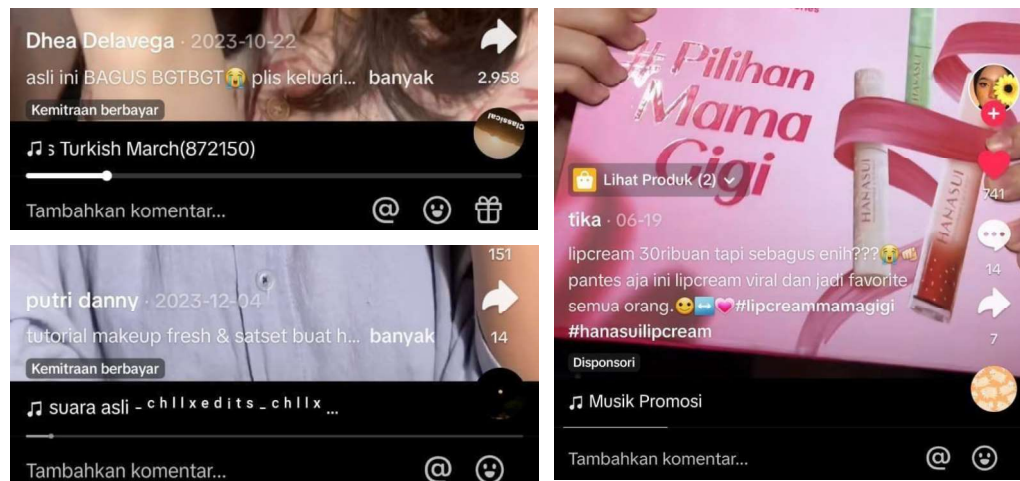 Dhea Delavega · 2023-10-22
asli ini BAGUS BGTBGT😭 plis keluari... banyak
2.958
Kemitraan berbayar
Classical
s Turkish March(872150)
Tambahkan komentar...
151
putri danny · 2023-12-04
tutorial makeup fresh & satset buat h... banyak
14
Kemitraan berbayar
suara asli - ᶜʰˡˡˣᵉᵈⁱᵗˢ - ᶜʰˡˡˣ ...
Tambahkan komentar...
# Pilihan
Mama
Gigi
HANASUI
HANASUI
HANASUI
Lihat Produk (2)
741
tika · 06-19
lipcream 30ribuan tapi sebagus enih???😭👊
14
pantes aja ini lipcream viral dan jadi favorite
semua orang.🙂↔️💗#lipcreammamagigi
#hanasuilipcream
7
Disponsori
Musik Promosi
Tambahkan komentar...